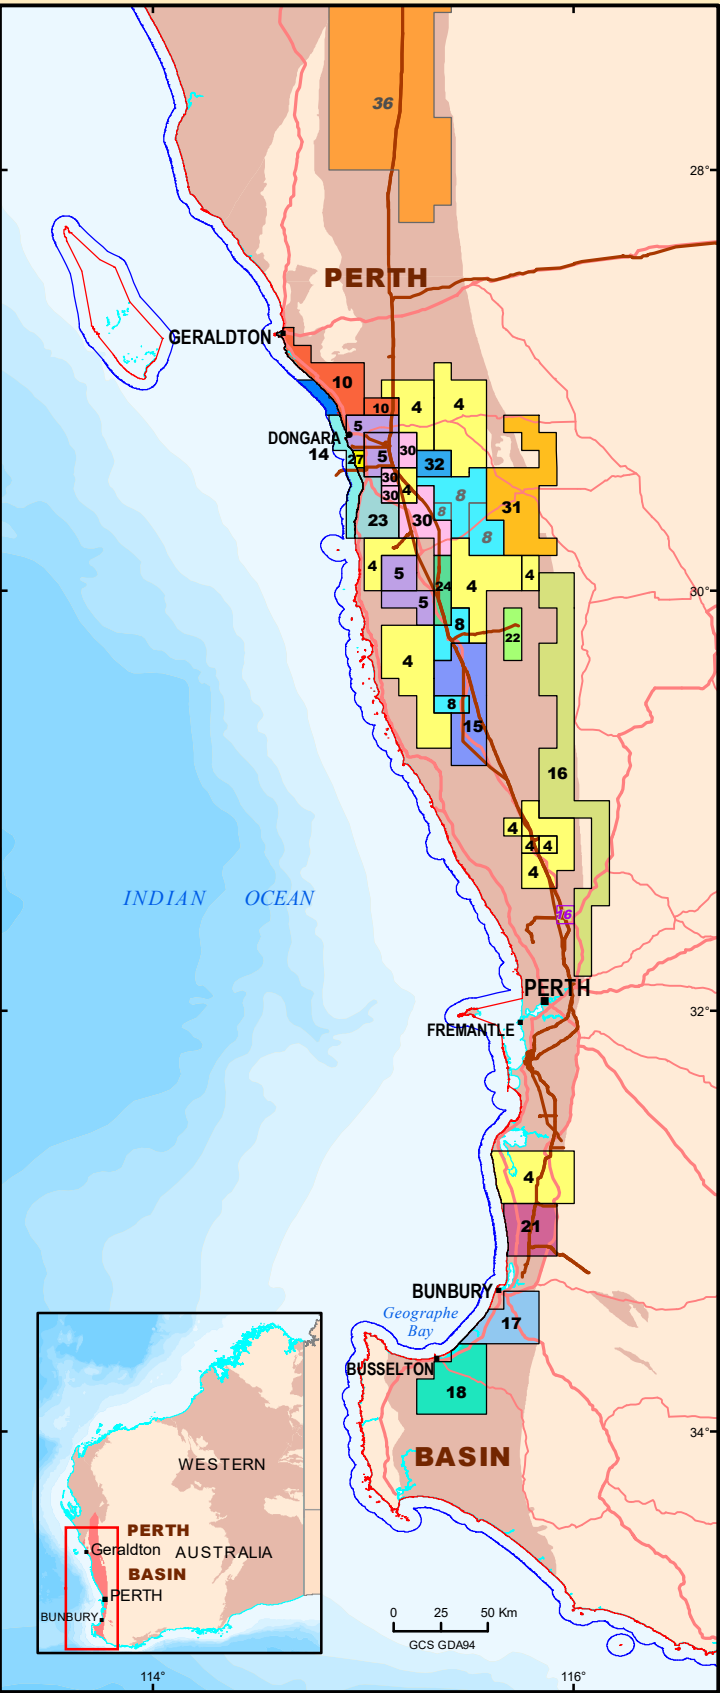 36
28°
PERTH
GERALDTON
10
10
4
4
5
DONGARA
14
27
5
30
32
30
4
30
8
8
31
23
30
8
4
5
24
4
4
5
8
22
4
8
15
16
4
4
4
4
16
30°
INDIAN OCEAN
PERTH
FREMANTLE
32°
4
21
BUNBURY
Geographe
Bay
17
BUSSELTON
18
34°
BASIN
WESTERN
AUSTRALIA
PERTH
BASIN
Geraldton
PERTH
BUNBURY
0 25 50 Km
GCS GDA94
114°
116°